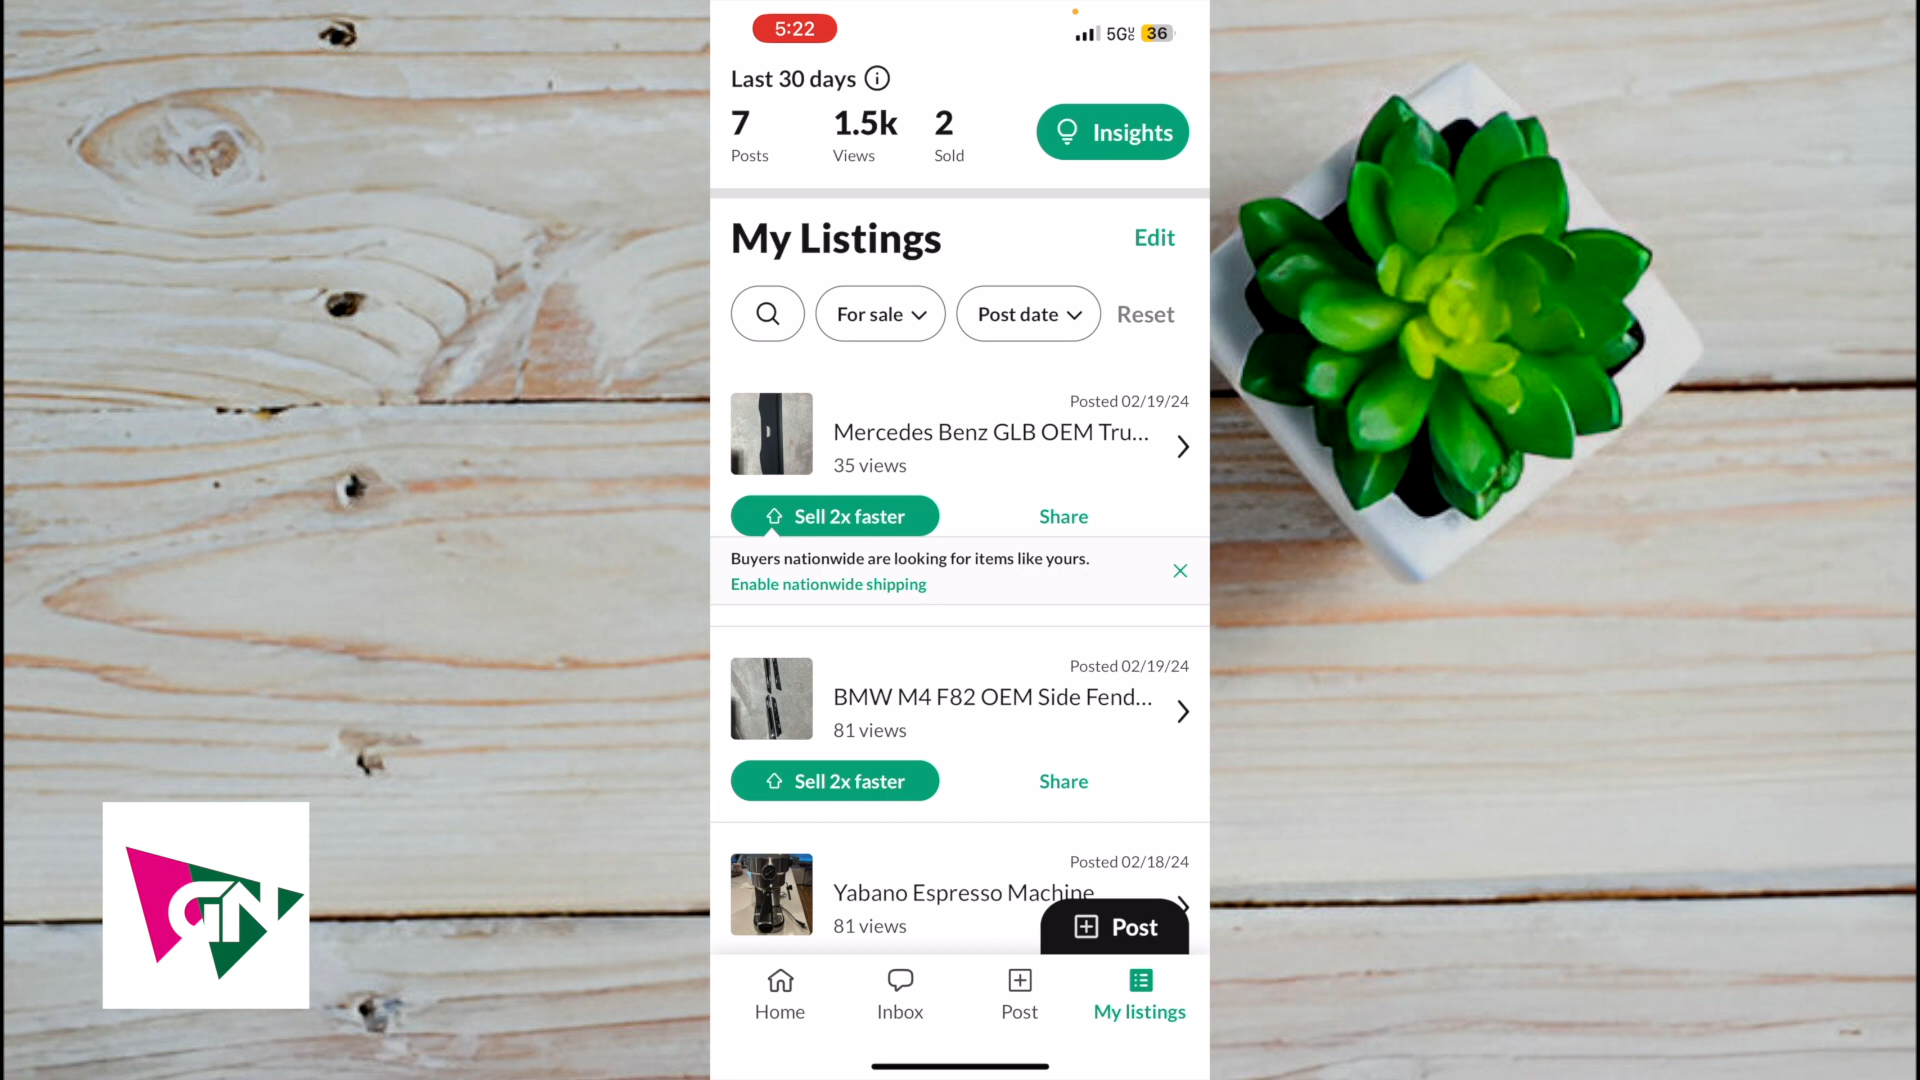 5:22
5G 36
Last 30 days
7 1.5k 2
Posts Views Sold
Insights
My Listings Edit
For sale Post date Reset
Posted 02/19/24
Mercedes Benz GLB OEM Tru...
35 views
Sell 2x faster Share
Buyers nationwide are looking for items like yours.
Enable nationwide shipping
Posted 02/19/24
BMW M4 F82 OEM Side Fend...
81 views
Sell 2x faster Share
Posted 02/18/24
Yabano Espresso Machine
81 views
Post
Home Inbox Post My listings
GN